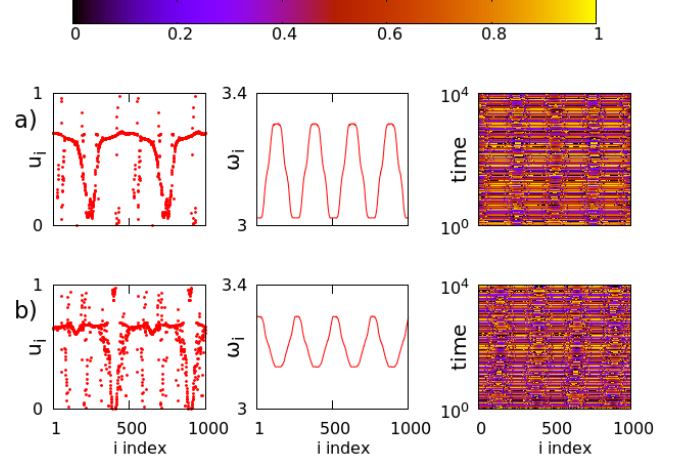 0 0.2 0.4 0.6 0.8 1
a)
1
u_i
0
3.4
ω_i
3
10^4
time
10^0
b)
1
u_i
0
1 500 1000
i index
3.4
ω_i
3
1 500 1000
i index
10^4
time
10^0
0 500 1000
i index